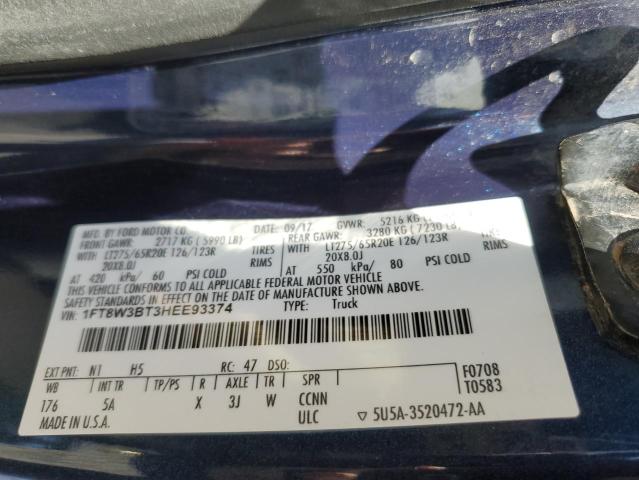 MFD. BY FORD MOTOR CO.
DATE: 09/17 GVWR: 5216 KG
FRONT GAWR: 2717 KG ( 5990 LB) REAR GAWR: 3280 KG ( 7230 LB)
WITH LT275/65R20E 126/123R TIRES WITH LT275/65R20E 126/123R TIRES
20X8.0J RIMS 20X8.0J RIMS
AT 420 kPa/ 60 PSI COLD AT 550 kPa/ 80 PSI COLD
THIS VEHICLE CONFORMS TO ALL APPLICABLE FEDERAL MOTOR VEHICLE
SAFETY STANDARDS IN EFFECT ON THE DATE OF MANUFACTURE SHOWN ABOVE.
VIN: 1FT8W3BT3HEE93374
TYPE: Truck
EXT PNT: N1 H5 RC: 47 DSO: F0708
WB INT TR TP/PS R AXLE TR SPR T0583
176 5A X 3J W CCNN
MADE IN U.S.A. ULC ▽ 5U5A-3520472-AA